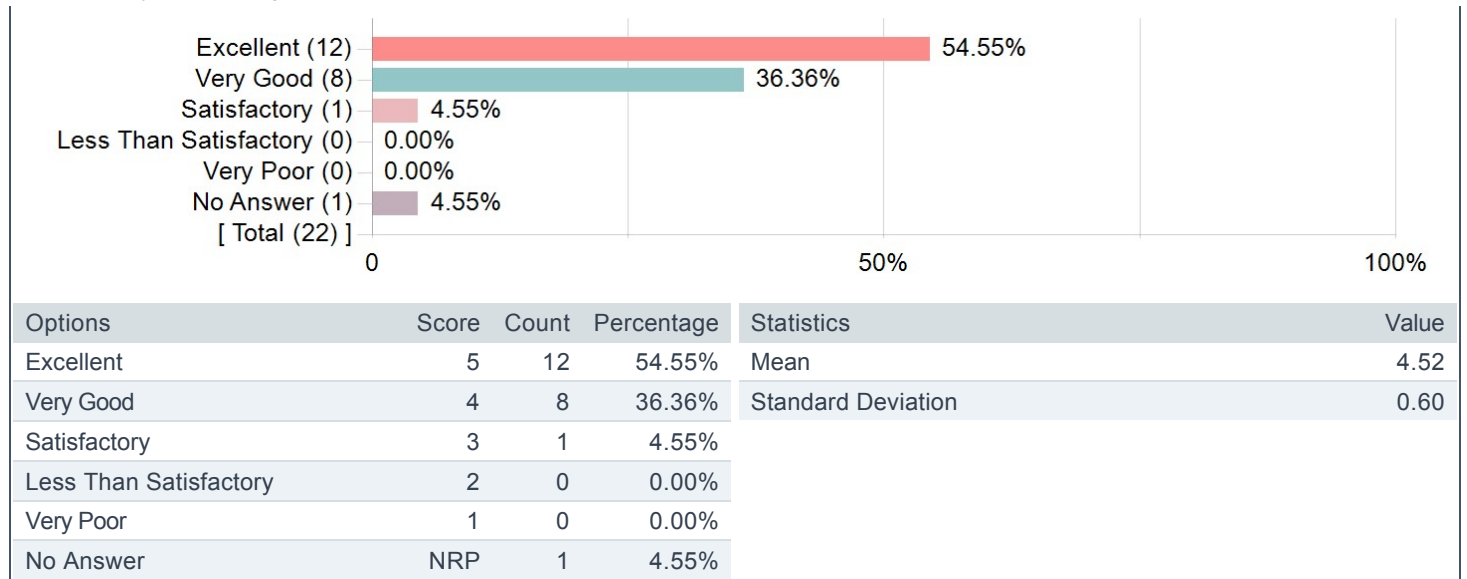 Excellent (12) 54.55%
Very Good (8) 36.36%
Satisfactory (1) 4.55%
Less Than Satisfactory (0) 0.00%
Very Poor (0) 0.00%
No Answer (1) 4.55%
[ Total (22) ]
0 50% 100%
Options Score Count Percentage
Excellent 5 12 54.55%
Very Good 4 8 36.36%
Satisfactory 3 1 4.55%
Less Than Satisfactory 2 0 0.00%
Very Poor 1 0 0.00%
No Answer NRP 1 4.55%
Statistics Value
Mean 4.52
Standard Deviation 0.60